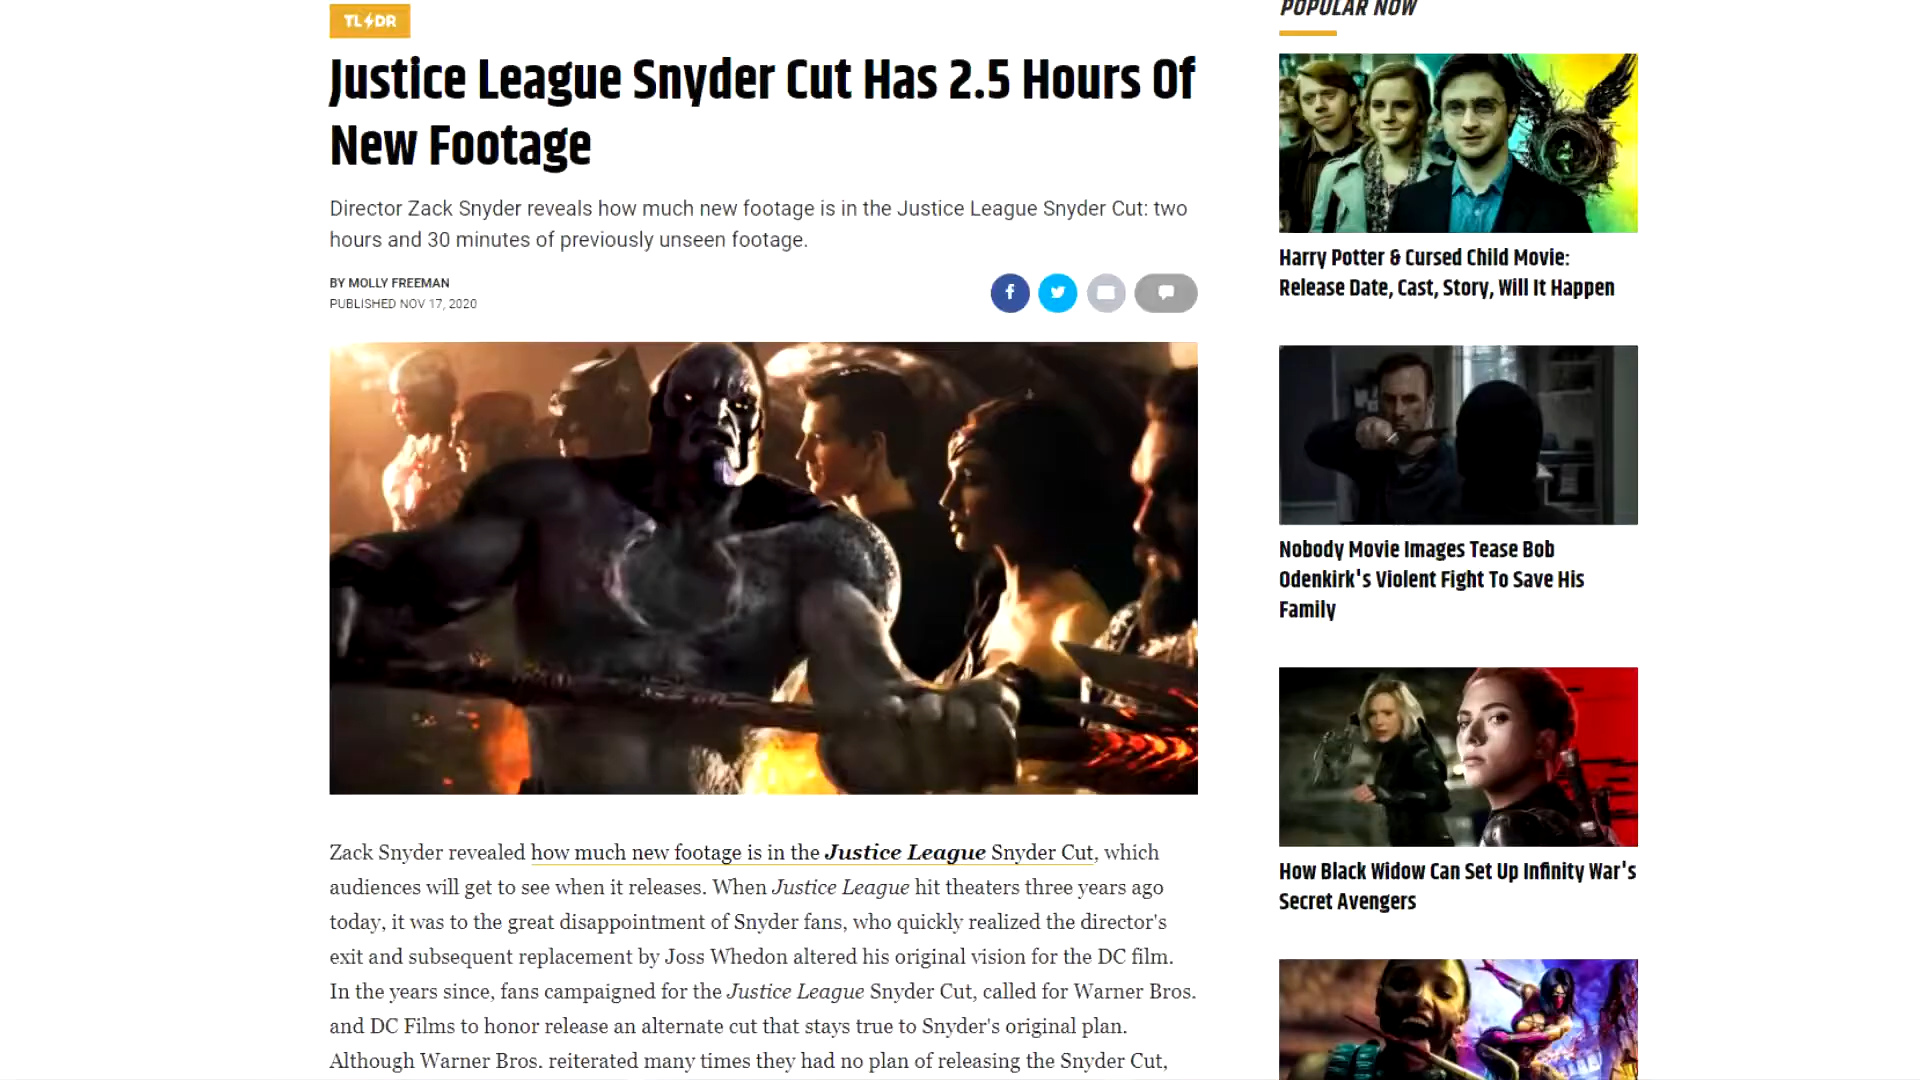 TL⚡DR
Justice League Snyder Cut Has 2.5 Hours Of
New Footage
Director Zack Snyder reveals how much new footage is in the Justice League Snyder Cut: two
hours and 30 minutes of previously unseen footage.
BY MOLLY FREEMAN
PUBLISHED NOV 17, 2020
Zack Snyder revealed how much new footage is in the Justice League Snyder Cut, which
audiences will get to see when it releases. When Justice League hit theaters three years ago
today, it was to the great disappointment of Snyder fans, who quickly realized the director's
exit and subsequent replacement by Joss Whedon altered his original vision for the DC film.
In the years since, fans campaigned for the Justice League Snyder Cut, called for Warner Bros.
and DC Films to honor release an alternate cut that stays true to Snyder's original plan.
Although Warner Bros. reiterated many times they had no plan of releasing the Snyder Cut,
POPULAR NOW
Harry Potter & Cursed Child Movie:
Release Date, Cast, Story, Will It Happen
Nobody Movie Images Tease Bob
Odenkirk's Violent Fight To Save His
Family
How Black Widow Can Set Up Infinity War's
Secret Avengers